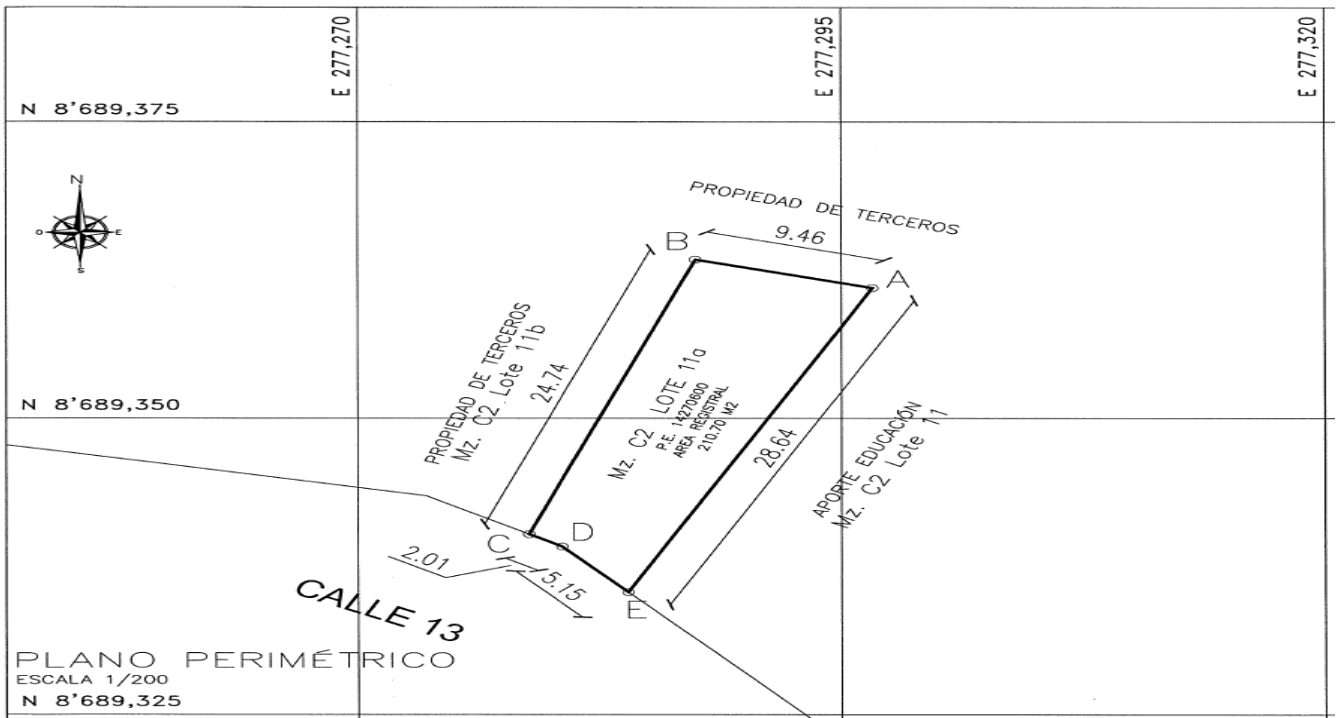 E 277,270
E 277,295
E 277,320
N 8'689,375
N
O
E
S
PROPIEDAD DE TERCEROS
9.46
B
A
PROPIEDAD DE TERCEROS
Mz. C2 Lote 11b
24.74
Mz. C2 LOTE 11a
P.E. 14270600
AREA REGISTRAL
210.70 M2
28.64
APORTE EDUCACIÓN
Mz. C2 Lote 11
N 8'689,350
C
D
E
2.01
5.15
CALLE 13
PLANO PERIMÉTRICO
ESCALA 1/200
N 8'689,325